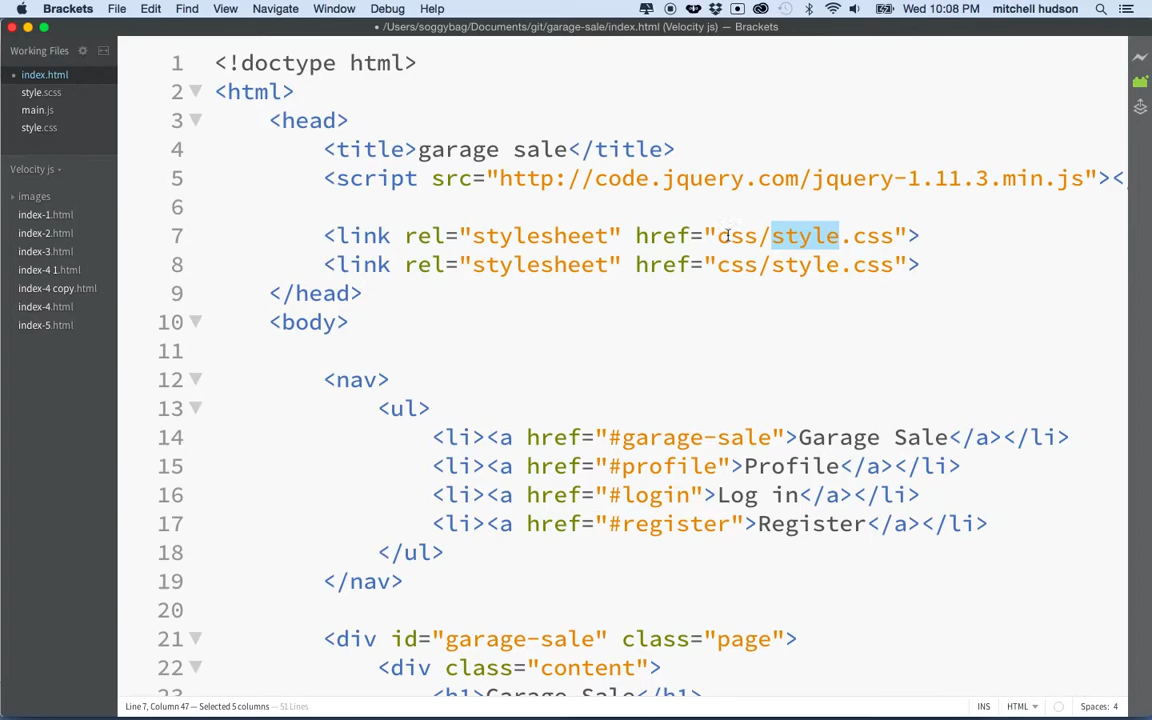 Brackets File Edit Find View Navigate Window Debug Help Wed 10:08 PM mitchell hudson
• /Users/soggybag/Documents/git/garage-sale/index.html (Velocity js) — Brackets
Working Files
• index.html
style.scss
main.js
style.css
Velocity js
images
index-1.html
index-2.html
index-3.html
index-4 1.html
index-4 copy.html
index-4.html
index-5.html
1 <!doctype html>
2 <html>
3 <head>
4 <title>garage sale</title>
5 <script src="http://code.jquery.com/jquery-1.11.3.min.js"><
6
7 <link rel="stylesheet" href="css/style.css">
8 <link rel="stylesheet" href="css/style.css">
9 </head>
10 <body>
11
12 <nav>
13 <ul>
14 <li><a href="#garage-sale">Garage Sale</a></li>
15 <li><a href="#profile">Profile</a></li>
16 <li><a href="#login">Log in</a></li>
17 <li><a href="#register">Register</a></li>
18 </ul>
19 </nav>
20
21 <div id="garage-sale" class="page">
22 <div class="content">
23 <h1>Garage Sale</h1>
Line 7, Column 47 — Selected 5 columns — 51 Lines INS HTML Spaces: 4